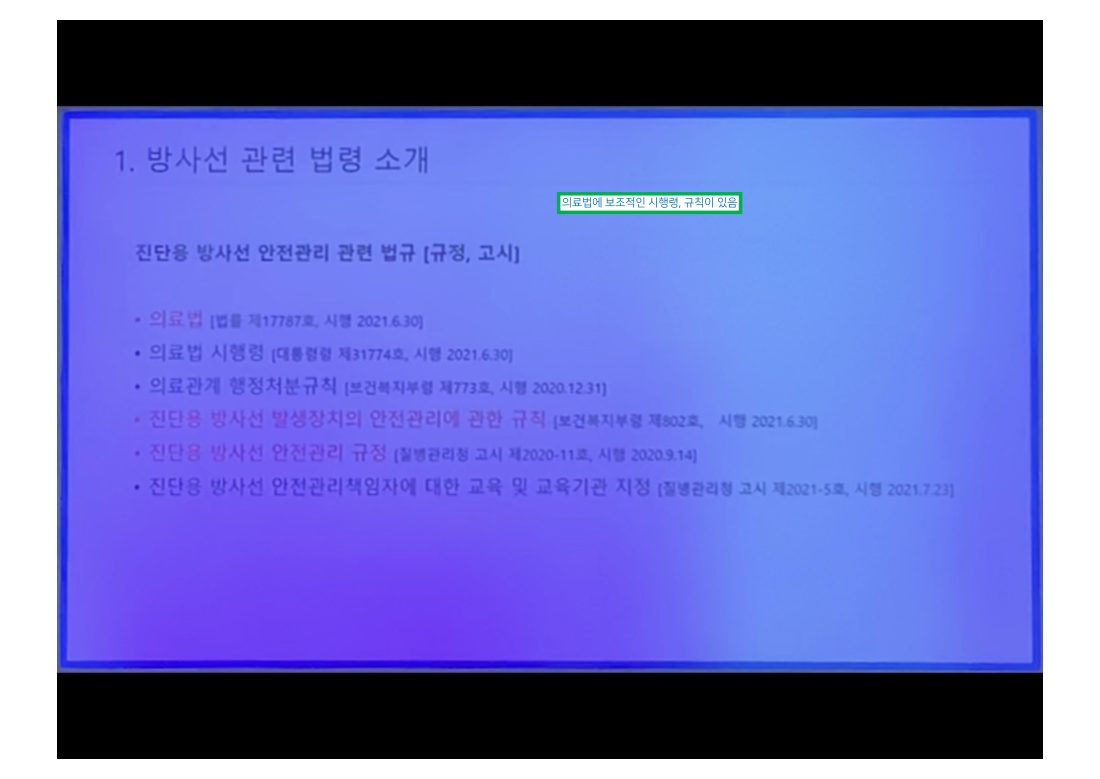 1. 방사선 관련 법령 소개
의료법에 보조적인 시행령, 규칙이 있음
진단용 방사선 안전관리 관련 법규 [규정, 고시]
• 의료법 [법률 제17787호, 시행 2021.6.30]
• 의료법 시행령 [대통령령 제31774호, 시행 2021.6.30]
• 의료관계 행정처분규칙 [보건복지부령 제773호, 시행 2020.12.31]
• 진단용 방사선 발생장치의 안전관리에 관한 규칙 [보건복지부령 제802호, 시행 2021.6.30]
• 진단용 방사선 안전관리 규정 [질병관리청 고시 제2020-11호, 시행 2020.9.14]
• 진단용 방사선 안전관리책임자에 대한 교육 및 교육기관 지정 [질병관리청 고시 제2021-5호, 시행 2021.7.23]